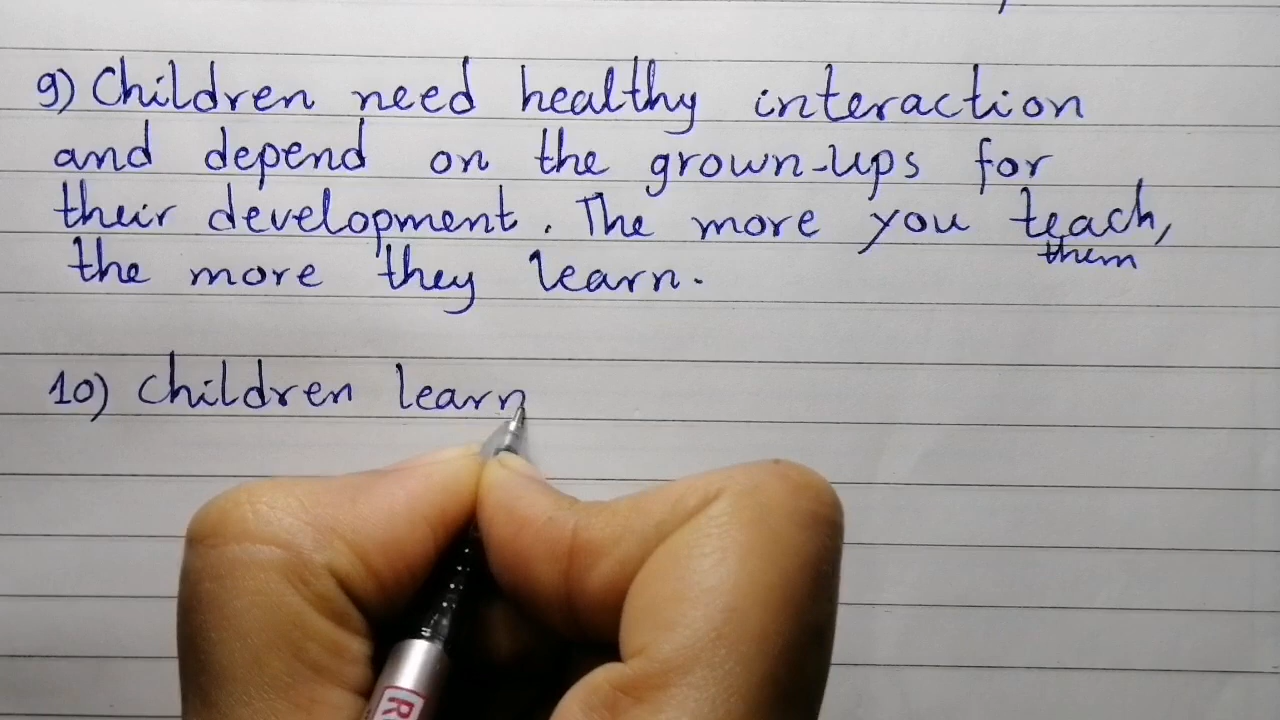 9) Children need healthy interaction
and depend on the grown-ups for
their development. The more you teach,
them
the more they learn.
10) Children learn
R